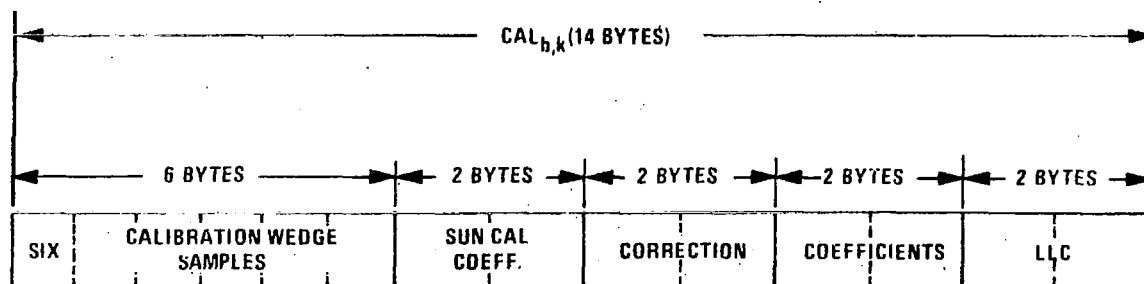 CAL b,k (14 BYTES)
6 BYTES 2 BYTES 2 BYTES 2 BYTES 2 BYTES
SIX CALIBRATION WEDGE SAMPLES
SUN CAL COEFF.
CORRECTION
COEFFICIENTS
LLC